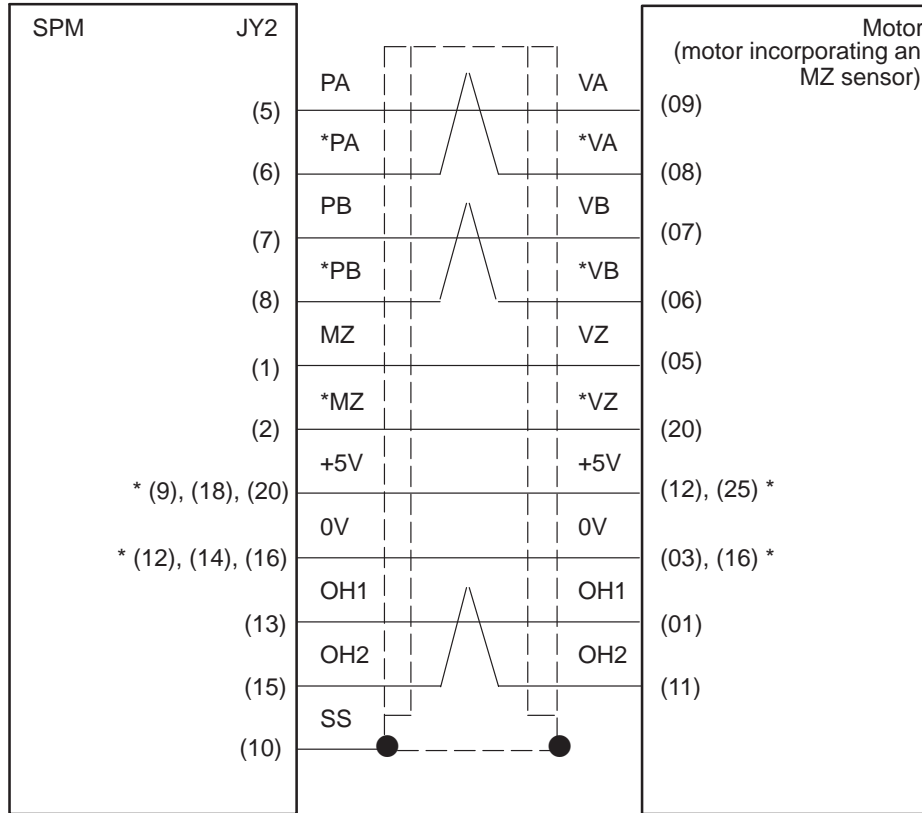 SPM JY2 Motor
(motor incorporating an
MZ sensor)
PA VA
(5) (09)
*PA *VA
(6) (08)
PB VB
(7) (07)
*PB *VB
(8) (06)
MZ VZ
(1) (05)
*MZ *VZ
(2) (20)
+5V +5V
* (9), (18), (20) (12), (25) *
0V 0V
* (12), (14), (16) (03), (16) *
OH1 OH1
(13) (01)
OH2 OH2
(15) (11)
SS
(10)